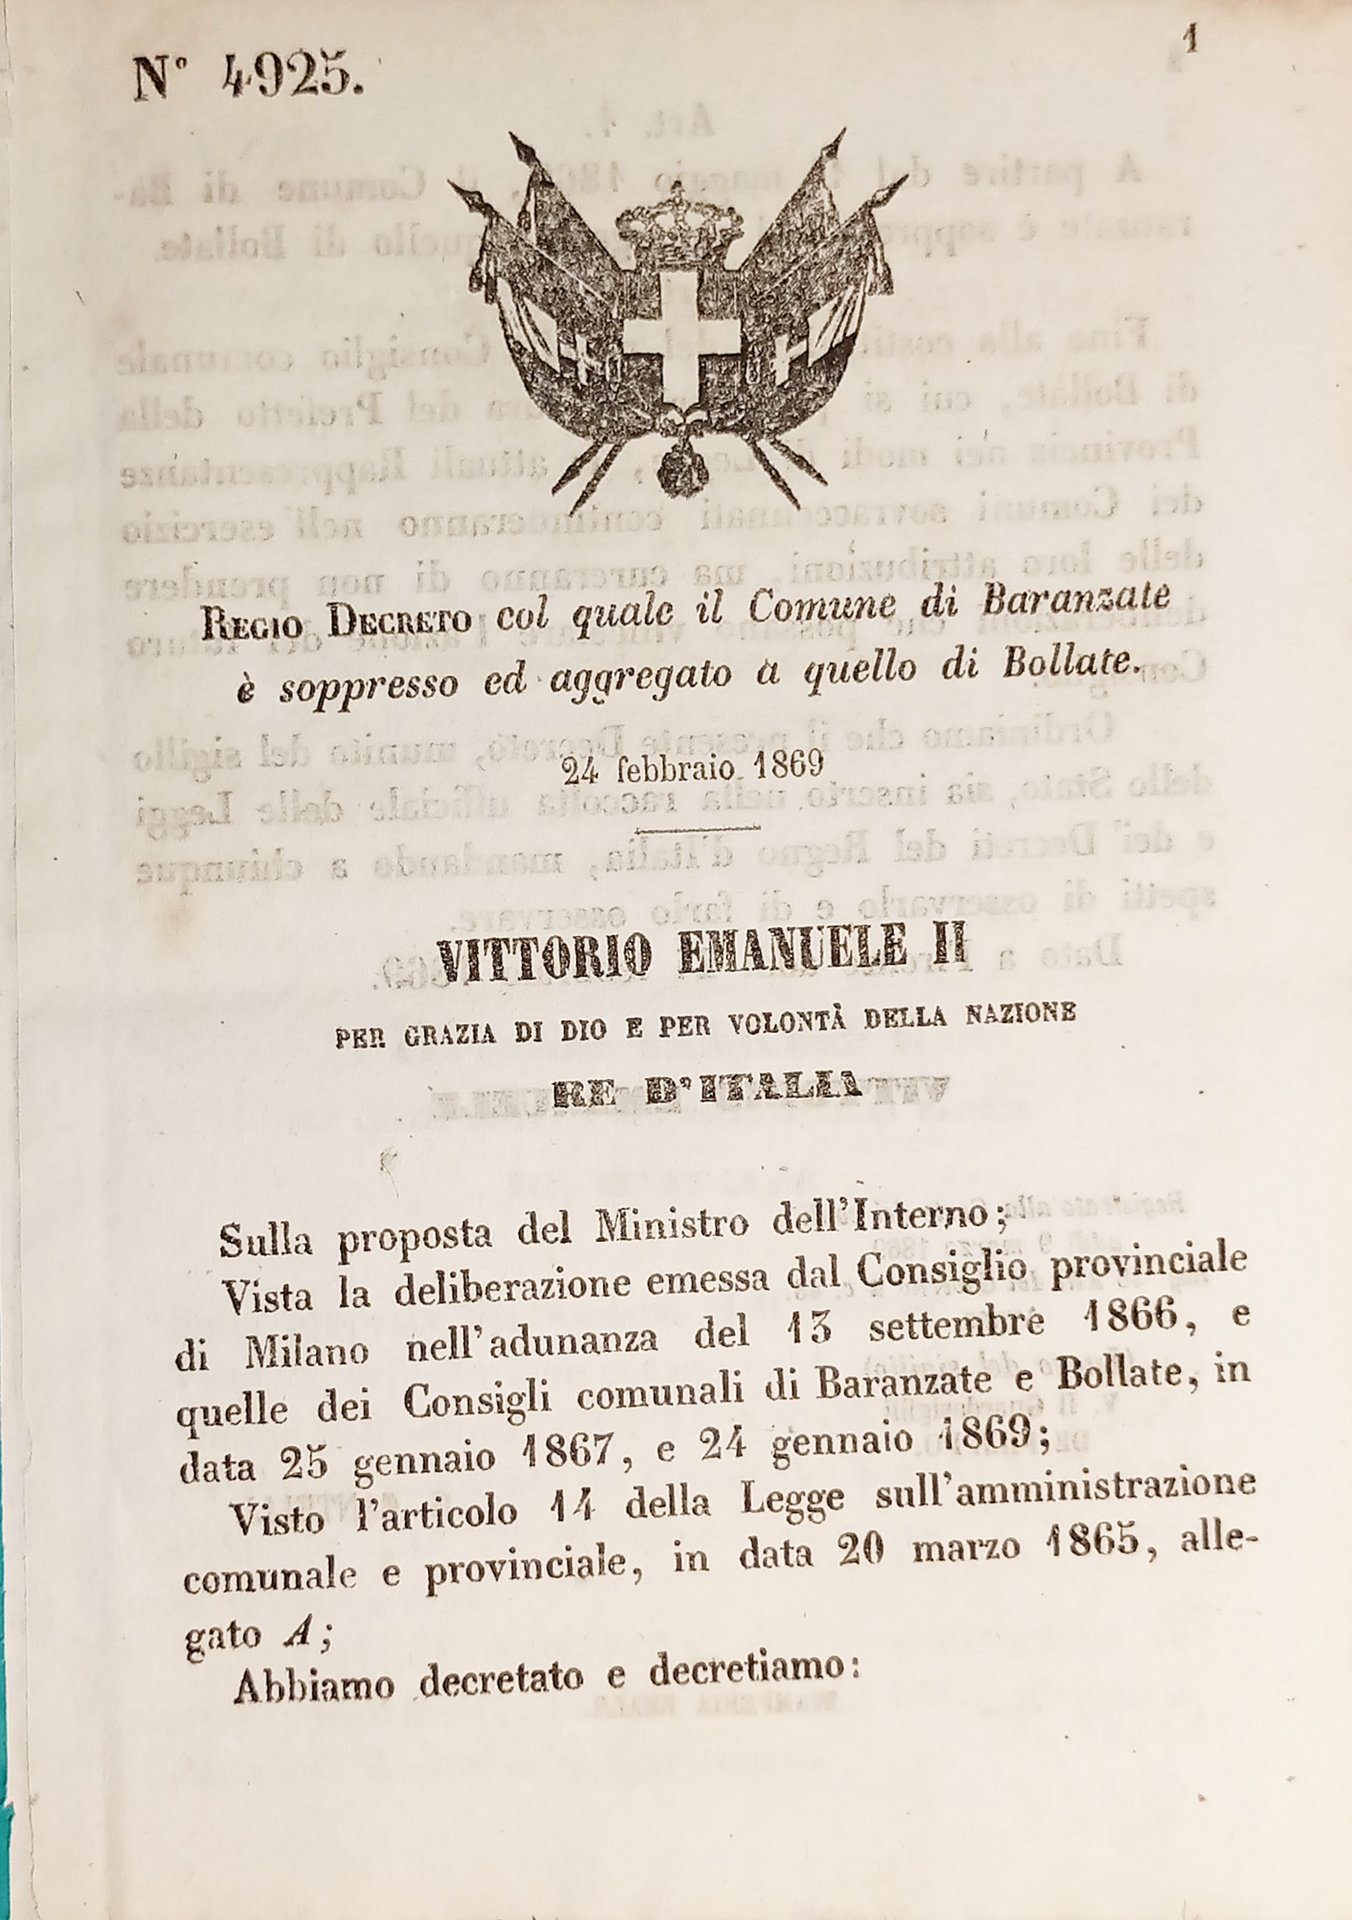 1
N° 4925.
REGIO DECRETO col quale il Comune di Baranzate
è soppresso ed aggregato a quello di Bollate.
24 febbraio 1869
VITTORIO EMANUELE II
PER GRAZIA DI DIO E PER VOLONTÀ DELLA NAZIONE
RE D'ITALIA
Sulla proposta del Ministro dell'Interno;
Vista la deliberazione emessa dal Consiglio provinciale
di Milano nell'adunanza del 13 settembre 1866, e
quelle dei Consigli comunali di Baranzate e Bollate, in
data 25 gennaio 1867, e 24 gennaio 1869;
Visto l'articolo 14 della Legge sull'amministrazione
comunale e provinciale, in data 20 marzo 1865, alle-
gato A;
Abbiamo decretato e decretiamo: